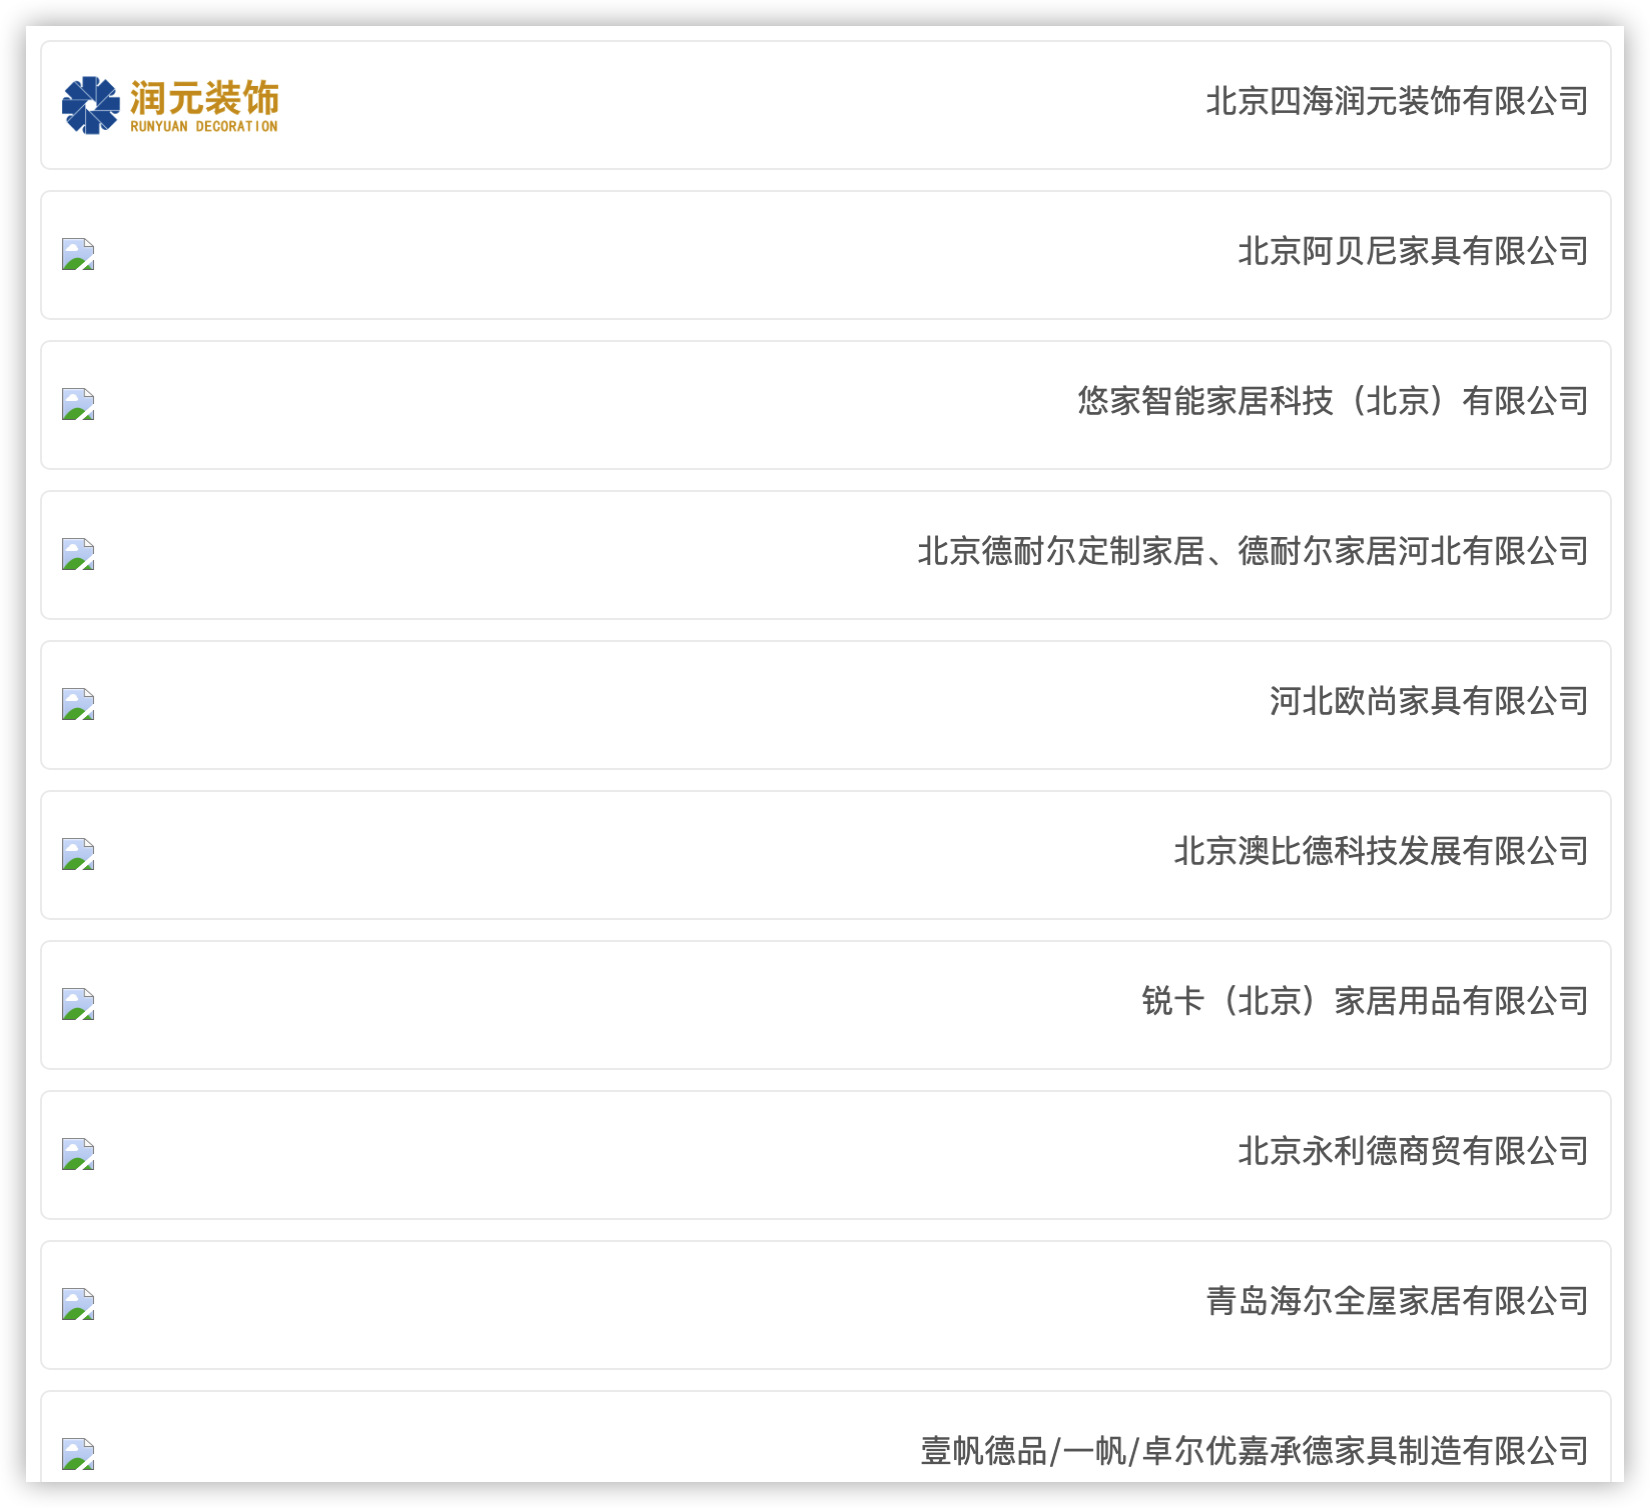 润元装饰
RUNYUAN DECORATION
北京四海润元装饰有限公司
北京阿贝尼家具有限公司
悠家智能家居科技（北京）有限公司
北京德耐尔定制家居、德耐尔家居河北有限公司
河北欧尚家具有限公司
北京澳比德科技发展有限公司
锐卡（北京）家居用品有限公司
北京永利德商贸有限公司
青岛海尔全屋家居有限公司
壹帆德品/一帆/卓尔优嘉承德家具制造有限公司